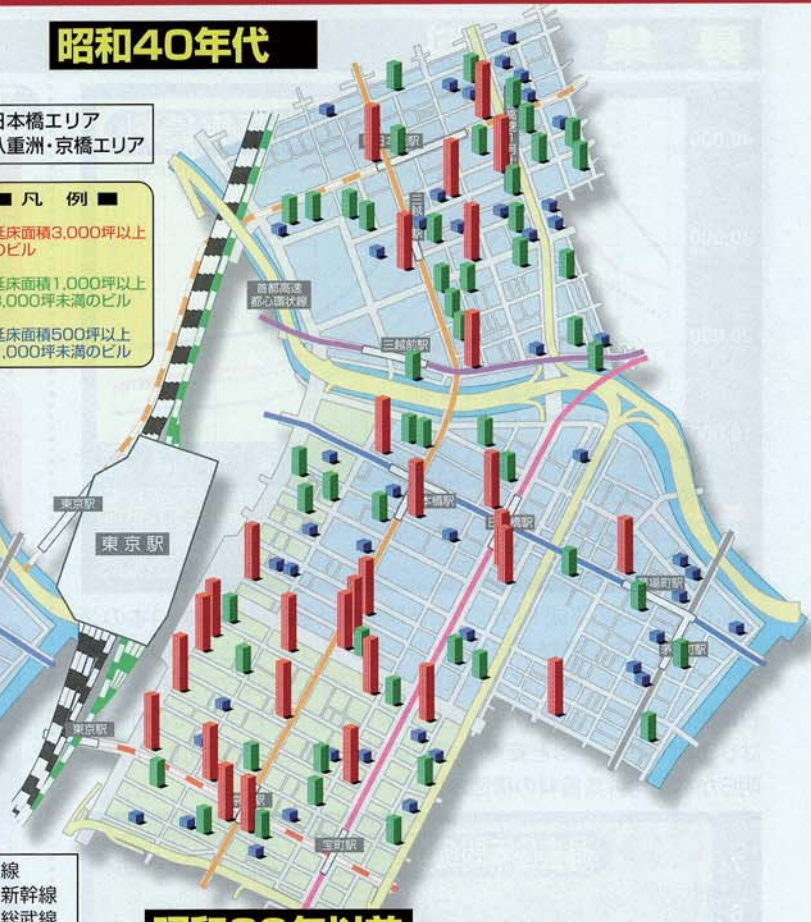 昭和40年代
日本橋エリア
八重洲・京橋エリア
■ 凡 例 ■
延床面積3,000坪以上
のビル
延床面積1,000坪以上
3,000坪未満のビル
延床面積500坪以上
1,000坪未満のビル
首都高速
都心環状線
三越前駅
東京駅
東京駅
本橋駅
茅場町駅
東京駅
宝町駅
線
新幹線
総武線